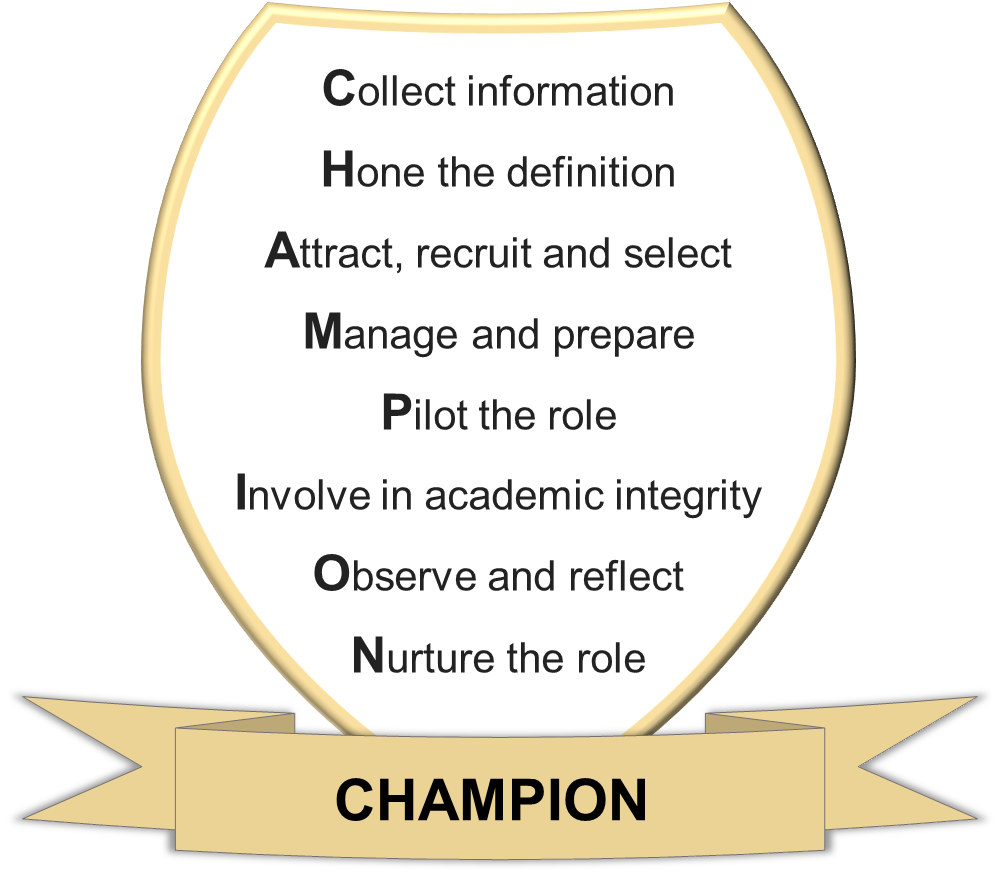 Collect information
Hone the definition
Attract, recruit and select
Manage and prepare
Pilot the role
Involve in academic integrity
Observe and reflect
Nurture the role
CHAMPION